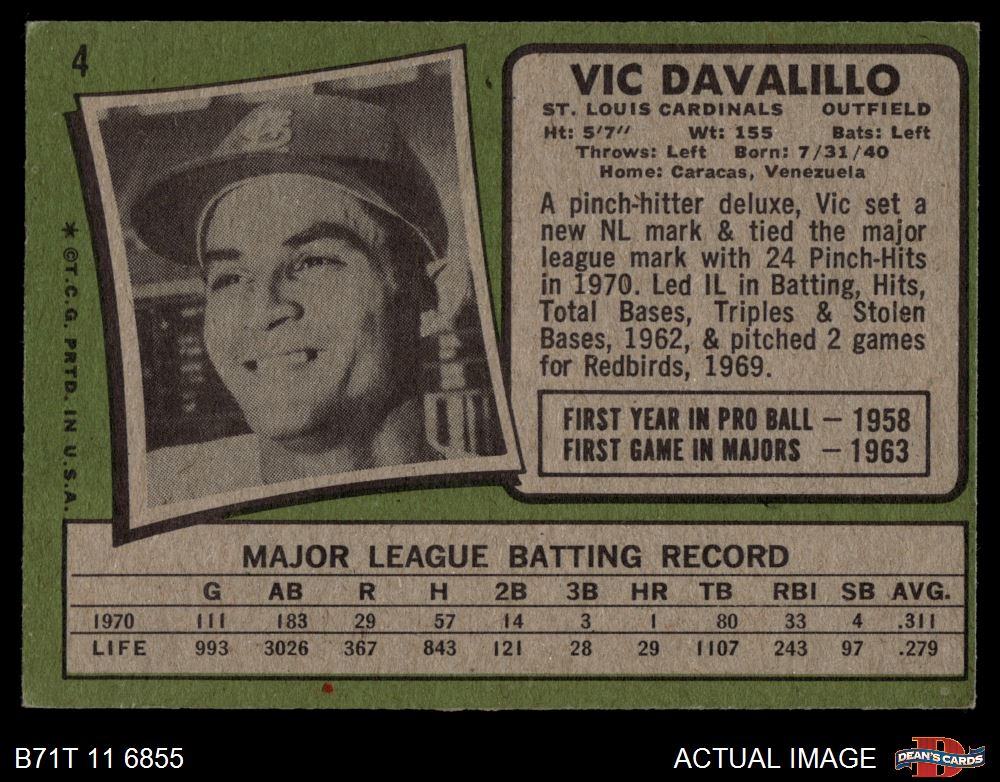 4
* ©T.C.G. PRTD. IN U.S.A.
VIC DAVALILLO
ST. LOUIS CARDINALS OUTFIELD
Ht: 5'7" Wt: 155 Bats: Left
Throws: Left Born: 7/31/40
Home: Caracas, Venezuela
A pinch-hitter deluxe, Vic set a
new NL mark & tied the major
league mark with 24 Pinch-Hits
in 1970. Led IL in Batting, Hits,
Total Bases, Triples & Stolen
Bases, 1962, & pitched 2 games
for Redbirds, 1969.
FIRST YEAR IN PRO BALL — 1958
FIRST GAME IN MAJORS — 1963
MAJOR LEAGUE BATTING RECORD
G AB R H 2B 3B HR TB RBI SB AVG.
1970 111 183 29 57 14 3 1 80 33 4 .311
LIFE 993 3026 367 843 121 28 29 1107 243 97 .279
B71T 11 6855
ACTUAL IMAGE
D
DEAN'S CARDS